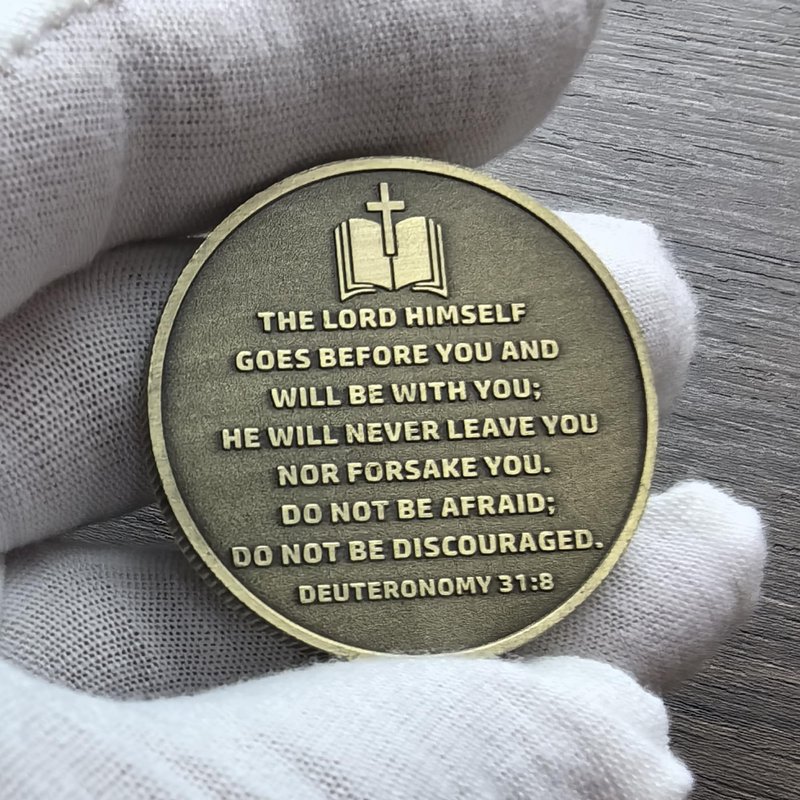 THE LORD HIMSELF
GOES BEFORE YOU AND
WILL BE WITH YOU;
HE WILL NEVER LEAVE YOU
NOR FORSAKE YOU.
DO NOT BE AFRAID;
DO NOT BE DISCOURAGED.
DEUTERONOMY 31:8